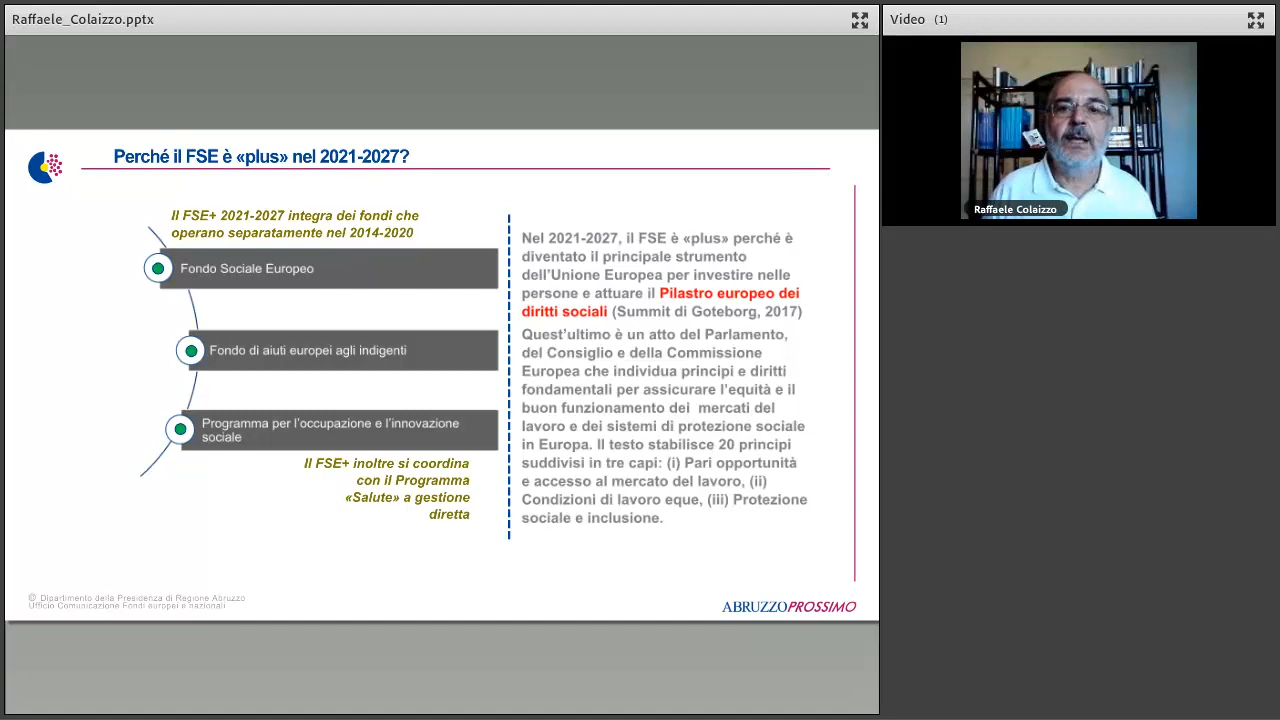 Raffaele_Colaizzo.pptx
Video (1)
Raffaele Colaizzo
Perché il FSE è «plus» nel 2021-2027?
Il FSE+ 2021-2027 integra dei fondi che
operano separatamente nel 2014-2020
Fondo Sociale Europeo
Fondo di aiuti europei agli indigenti
Programma per l'occupazione e l'innovazione
sociale
Il FSE+ inoltre si coordina
con il Programma
«Salute» a gestione
diretta
Nel 2021-2027, il FSE è «plus» perché è
diventato il principale strumento
dell'Unione Europea per investire nelle
persone e attuare il Pilastro europeo dei
diritti sociali (Summit di Goteborg, 2017)
Quest'ultimo è un atto del Parlamento,
del Consiglio e della Commissione
Europea che individua principi e diritti
fondamentali per assicurare l'equità e il
buon funzionamento dei mercati del
lavoro e dei sistemi di protezione sociale
in Europa. Il testo stabilisce 20 principi
suddivisi in tre capi: (i) Pari opportunità
e accesso al mercato del lavoro, (ii)
Condizioni di lavoro eque, (iii) Protezione
sociale e inclusione.
© Dipartimento della Presidenza di Regione Abruzzo
Ufficio Comunicazione Fondi europei e nazionali
ABRUZZOPROSSIMO